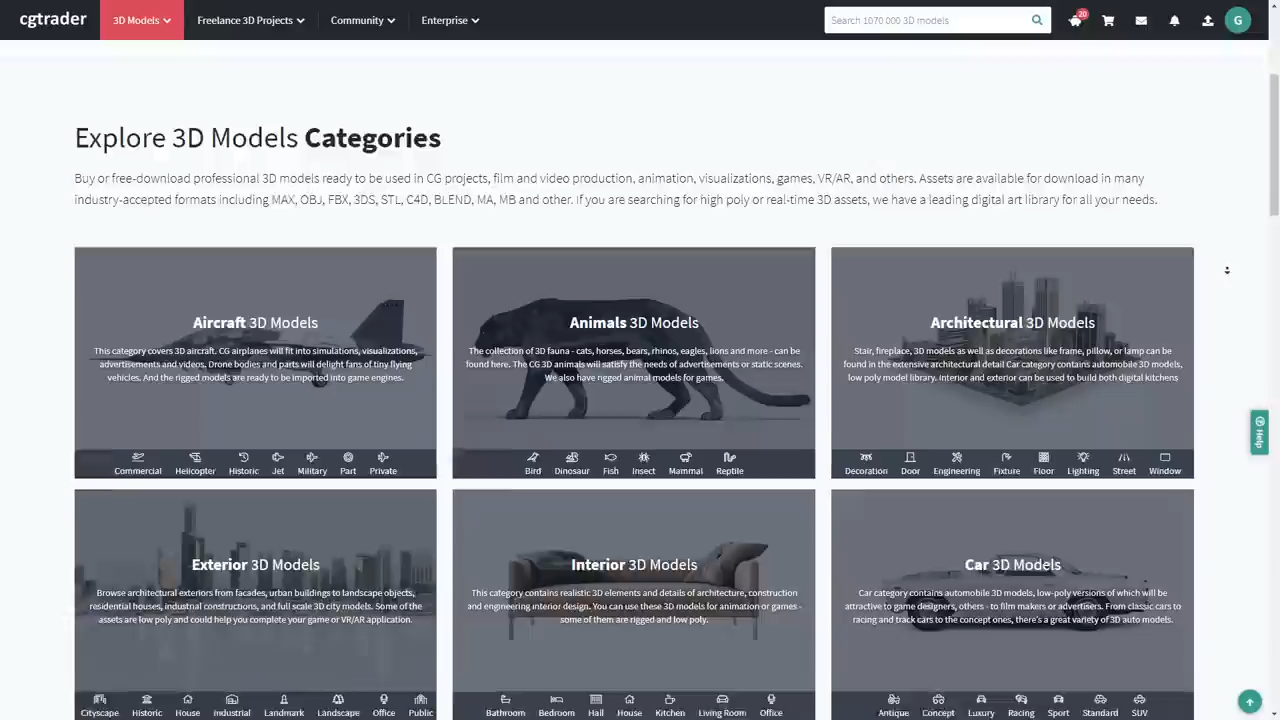 cgtrader 3D Models Freelance 3D Projects Community Enterprise Search 1070 000 3D models 20 G
Explore 3D Models Categories
Buy or free-download professional 3D models ready to be used in CG projects, film and video production, animation, visualizations, games, VR/AR, and others. Assets are available for download in many
industry-accepted formats including MAX, OBJ, FBX, 3DS, STL, C4D, BLEND, MA, MB and other. If you are searching for high poly or real-time 3D assets, we have a leading digital art library for all your needs.
Aircraft 3D Models
This category covers 3D aircraft. CG airplanes will fit into simulations, visualizations,
advertisements and videos. Drone bodies and parts will delight fans of tiny flying
vehicles. And the rigged models are ready to be imported into game engines.
Commercial Helicopter Historic Jet Military Part Private
Animals 3D Models
The collection of 3D fauna - cats, horses, bears, rhinos, eagles, lions and more - can be
found here. The CG 3D animals will satisfy the needs of advertisements or static scenes.
We also have rigged animal models for games.
Bird Dinosaur Fish Insect Mammal Reptile
Architectural 3D Models
Stair, fireplace, 3D models as well as decorations like frame, pillow, or lamp can be
found in the extensive architectural detail Car category contains automobile 3D models,
low poly model library. Interior and exterior can be used to build both digital kitchens
Decoration Door Engineering Fixture Floor Lighting Street Window
Help
Exterior 3D Models
Browse architectural exteriors from facades, urban buildings to landscape objects,
residential houses, industrial constructions, and full scale 3D city models. Some of the
assets are low poly and could help you complete your game or VR/AR application.
Cityscape Historic House Industrial Landmark Landscape Office Public
Interior 3D Models
This category contains realistic 3D elements and details of architecture, construction
and engineering interior design. You can use these 3D models for animation or games -
some of them are rigged and low poly.
Bathroom Bedroom Hall House Kitchen Living Room Office
Car 3D Models
Car category contains automobile 3D models, low-poly versions of which will be
attractive to game designers, others - to film makers or advertisers. From classic cars to
racing and track cars to the concept ones, there's a great variety of 3D auto models.
Antique Concept Luxury Racing Sport Standard SUV